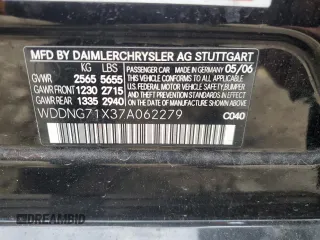 MFD BY DAIMLERCHRYSLER AG STUTTGART
KG LBS PASSENGER CAR MADE IN GERMANY 05/06
GVWR 2565 5655 THIS VEHICLE CONFORMS TO ALL APPLICABLE
GAWR FRONT 1230 2715 U.S. FEDERAL MOTOR VEHICLE SAFETY, BUMPER,
GAWR REAR 1335 2940 AND THEFT PREVENTION STANDARDS IN EFFECT
ON THE DATE OF MANUFACTURE SHOWN ABOVE.
WDDNG71X37A062279
C040
DREAMBID